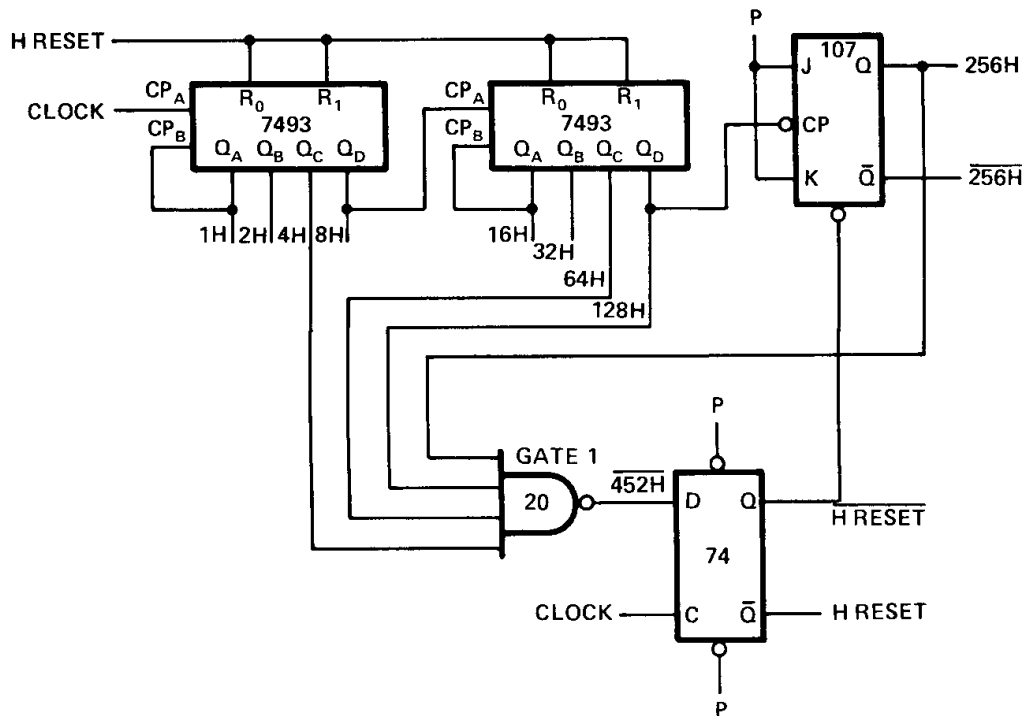 P
H RESET
107
J Q 256H
CP_A R_0 R_1 CP_A R_0 R_1
CLOCK 7493 7493
CP_B CP_B CP
Q_A Q_B Q_C Q_D Q_A Q_B Q_C Q_D
K Q̅ 2̅5̅6̅H̅
1H 2H 4H 8H 16H
32H
64H
128H
P
GATE 1
4̅5̅2̅H̅
20 D Q
H̅ R̅E̅S̅E̅T̅
74
CLOCK C Q̅ H RESET
P